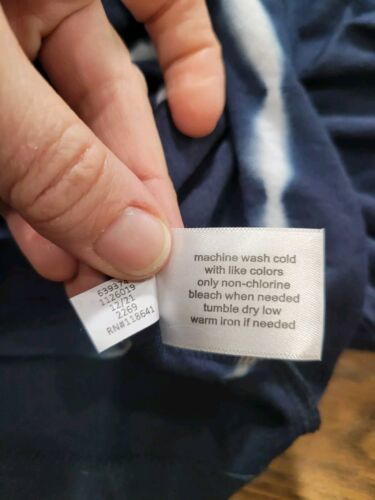 1126019
12/21
2269
RN#118641
machine wash cold
with like colors
only non-chlorine
bleach when needed
tumble dry low
warm iron if needed